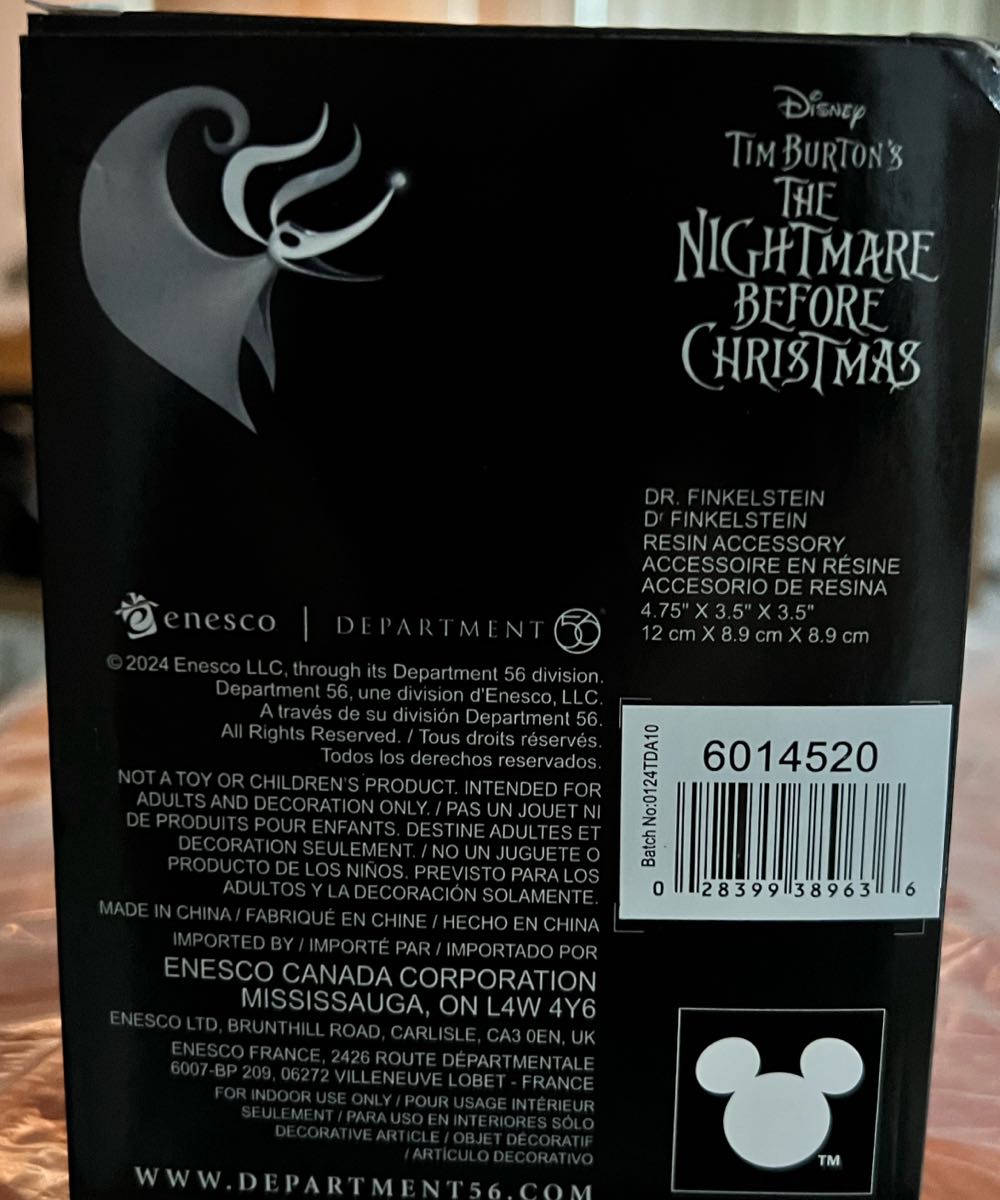 Disney
TIM BURTON'S
THE
NIGHTMARE
BEFORE
CHRISTMAS
DR. FINKELSTEIN
Dʳ FINKELSTEIN
RESIN ACCESSORY
ACCESSOIRE EN RÉSINE
ACCESORIO DE RESINA
4.75" X 3.5" X 3.5"
12 cm X 8.9 cm X 8.9 cm
enesco | DEPARTMENT 56
© 2024 Enesco LLC, through its Department 56 division.
Department 56, une division d'Enesco, LLC.
A través de su división Department 56.
All Rights Reserved. / Tous droits réservés.
Todos los derechos reservados.
NOT A TOY OR CHILDREN'S PRODUCT. INTENDED FOR
ADULTS AND DECORATION ONLY. / PAS UN JOUET NI
DE PRODUITS POUR ENFANTS. DESTINE ADULTES ET
DECORATION SEULEMENT. / NO UN JUGUETE O
PRODUCTO DE LOS NIÑOS. PREVISTO PARA LOS
ADULTOS Y LA DECORACIÓN SOLAMENTE.
MADE IN CHINA / FABRIQUÉ EN CHINE / HECHO EN CHINA
IMPORTED BY / IMPORTÉ PAR / IMPORTADO POR
ENESCO CANADA CORPORATION
MISSISSAUGA, ON L4W 4Y6
ENESCO LTD, BRUNTHILL ROAD, CARLISLE, CA3 0EN, UK
ENESCO FRANCE, 2426 ROUTE DÉPARTMENTALE
6007-BP 209, 06272 VILLENEUVE LOBET - FRANCE
FOR INDOOR USE ONLY / POUR USAGE INTÉRIEUR
SEULEMENT / PARA USO EN INTERIORES SÓLO
DECORATIVE ARTICLE / OBJET DÉCORATIF
/ ARTÍCULO DECORATIVO
WWW.DEPARTMENT56.COM
Batch No:0124TDA10
6014520
0 28399 38963 6
TM